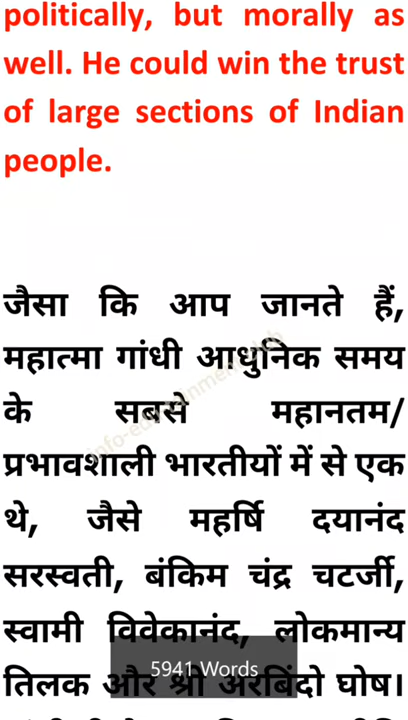 politically, but morally as
well. He could win the trust
of large sections of Indian
people.
जैसा कि आप जानते हैं,
महात्मा गांधी आधुनिक समय
के सबसे महानतम/
प्रभावशाली भारतीयों में से एक
थे, जैसे महर्षि दयानंद
सरस्वती, बंकिम चंद्र चटर्जी,
स्वामी विवेकानंद, लोकमान्य
5941 Words
तिलक और श्री अरबिंदो घोष।